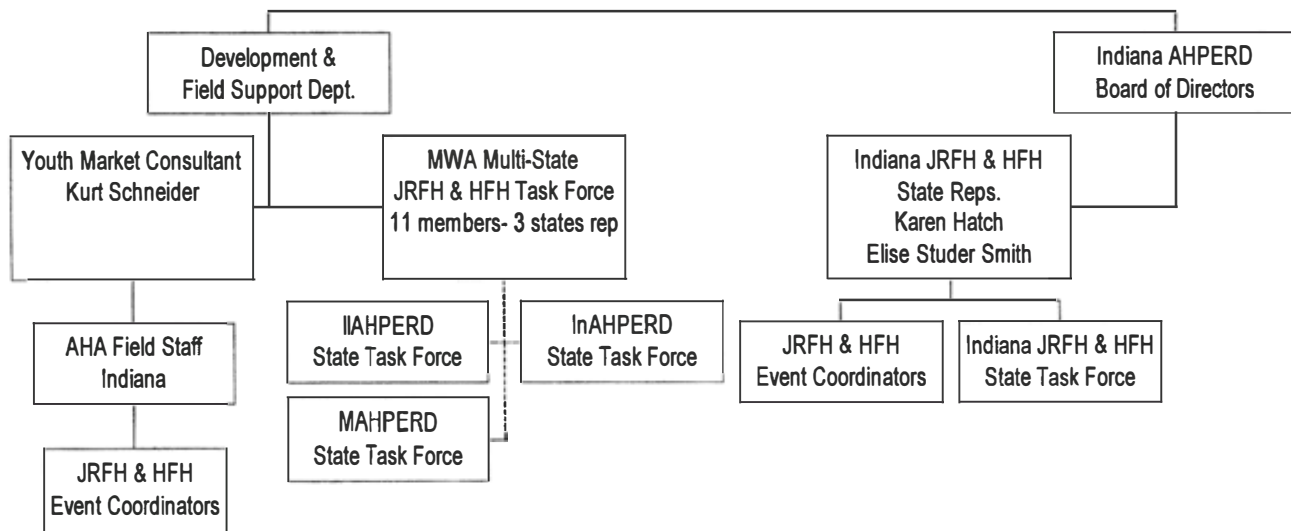 Development &
Field Support Dept.
Indiana AHPERD
Board of Directors
Youth Market Consultant
Kurt Schneider
MWA Multi-State
JRFH & HFH Task Force
11 members- 3 states rep
Indiana JRFH & HFH
State Reps.
Karen Hatch
Elise Studer Smith
IlAHPERD
State Task Force
InAHPERD
State Task Force
JRFH & HFH
Event Coordinators
Indiana JRFH & HFH
State Task Force
AHA Field Staff
Indiana
MAHPERD
State Task Force
JRFH & HFH
Event Coordinators